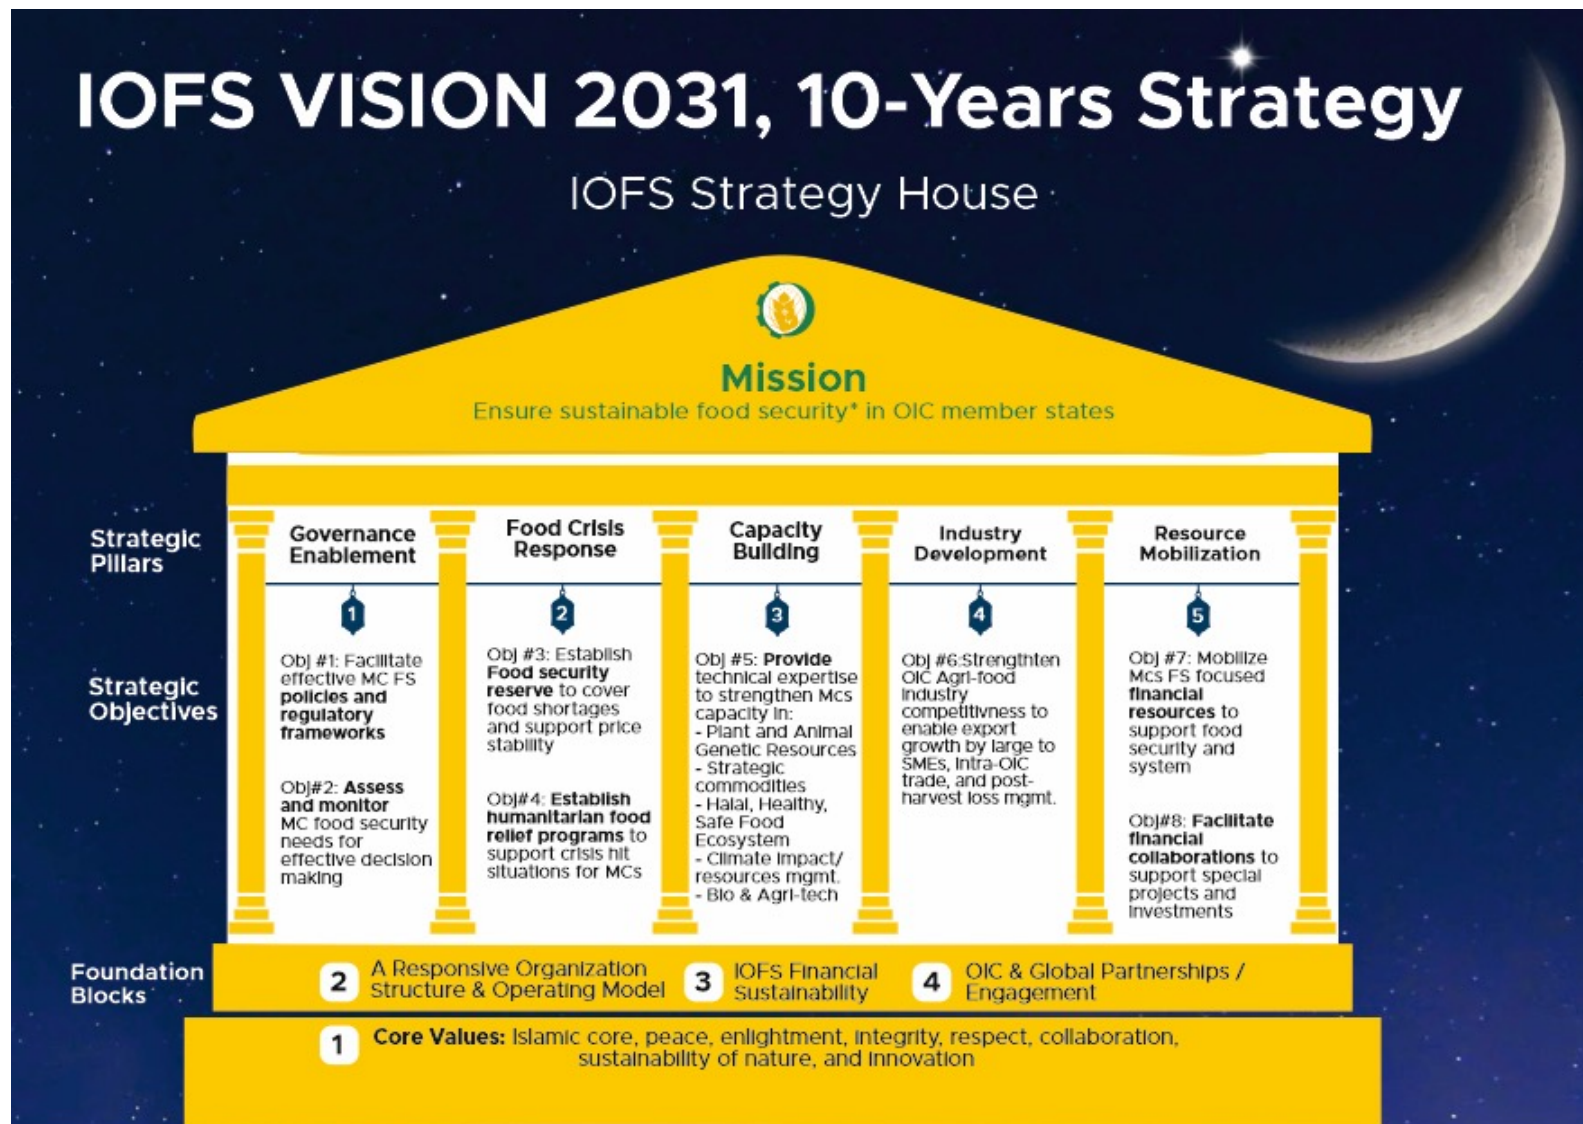 IOFS VISION 2031, 10-Years Strategy
IOFS Strategy House
Mission
Ensure sustainable food security* in OIC member states
Strategic
Pillars
Governance
Enablement
Food Crisis
Response
Capacity
Building
Industry
Development
Resource
Mobilization
1
2
3
4
5
Strategic
Objectives
Obj #1: Facilitate
effective MC FS
policies and
regulatory
frameworks
Obj#2: Assess
and monitor
MC food security
needs for
effective decision
making
Obj #3: Establish
Food security
reserve to cover
food shortages
and support price
stability
Obj#4: Establish
humanitarian food
relief programs to
support crisis hit
situations for MCs
Obj #5: Provide
technical expertise
to strengthen Mcs
capacity in:
- Plant and Animal
Genetic Resources
- Strategic
commodities
- Halal, Healthy,
Safe Food
Ecosystem
- Climate Impact/
resources mgmt.
- Bio & Agri-tech
Obj #6:Strengthten
OIC Agri-food
Industry
competitivness to
enable export
growth by large to
SMEs, Intra-OIC
trade, and post-
harvest loss mgmt.
Obj #7: Mobilize
Mcs FS focused
financial
resources to
support food
security and
system
Obj#8: Facilitate
financial
collaborations to
support special
projects and
Investments
Foundation
Blocks
2
A Responsive Organization
Structure & Operating Model
3
IOFS Financial
Sustainability
4
OIC & Global Partnerships /
Engagement
1
Core Values: Islamic core, peace, enlightment, integrity, respect, collaboration,
sustainability of nature, and innovation